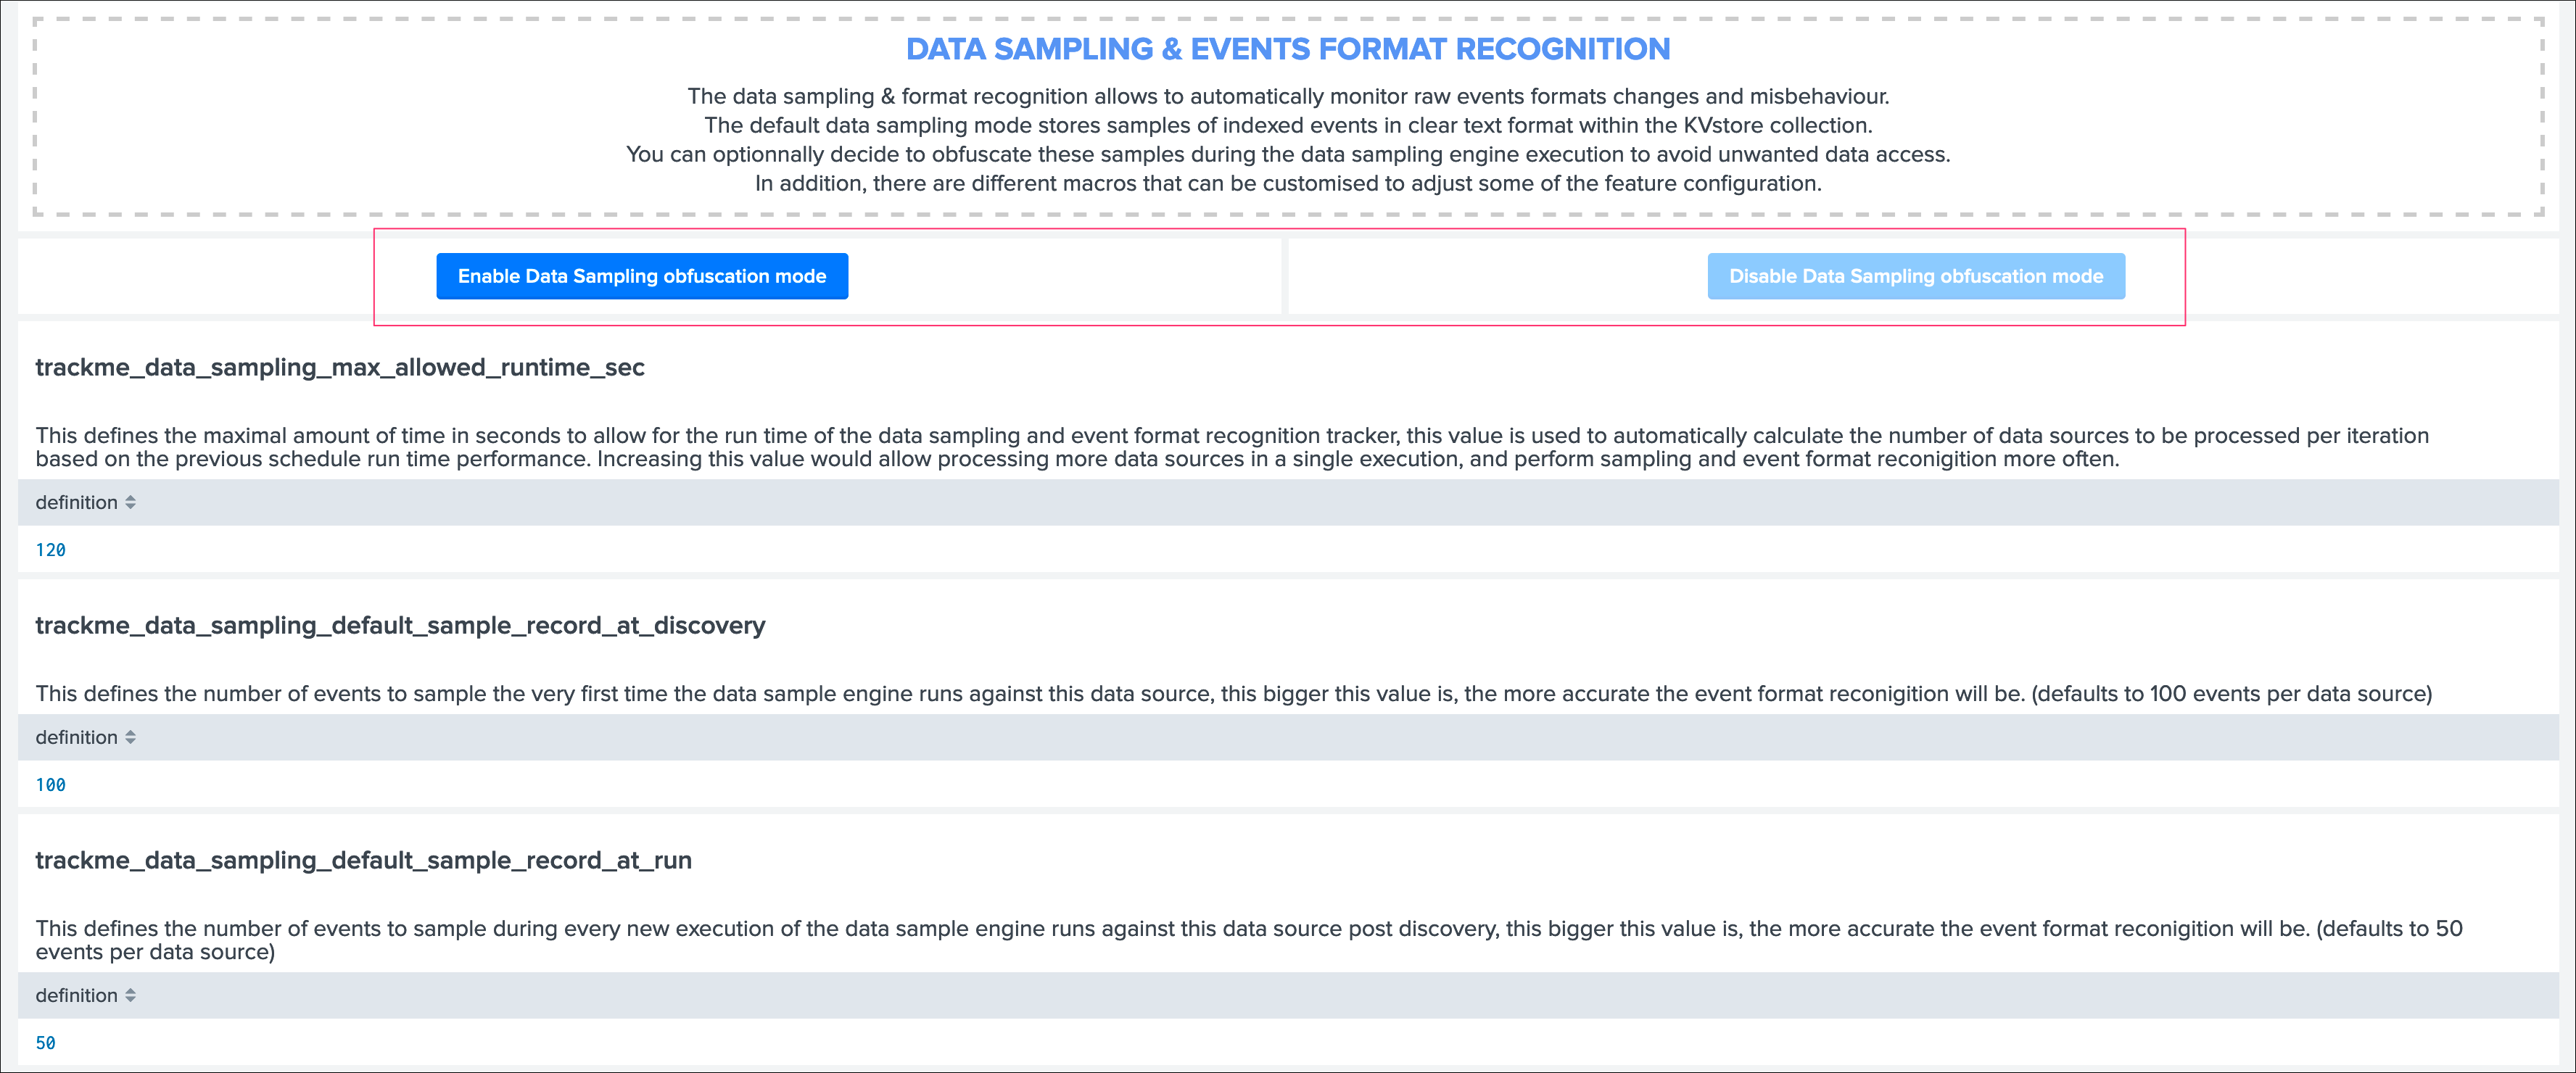 DATA SAMPLING & EVENTS FORMAT RECOGNITION
The data sampling & format recognition allows to automatically monitor raw events formats changes and misbehaviour.
The default data sampling mode stores samples of indexed events in clear text format within the KVstore collection.
You can optionnally decide to obfuscate these samples during the data sampling engine execution to avoid unwanted data access.
In addition, there are different macros that can be customised to adjust some of the feature configuration.
Enable Data Sampling obfuscation mode
Disable Data Sampling obfuscation mode
trackme_data_sampling_max_allowed_runtime_sec
This defines the maximal amount of time in seconds to allow for the run time of the data sampling and event format recognition tracker, this value is used to automatically calculate the number of data sources to be processed per iteration
based on the previous schedule run time performance. Increasing this value would allow processing more data sources in a single execution, and perform sampling and event format reconigition more often.
definition
120
trackme_data_sampling_default_sample_record_at_discovery
This defines the number of events to sample the very first time the data sample engine runs against this data source, this bigger this value is, the more accurate the event format reconigition will be. (defaults to 100 events per data source)
definition
100
trackme_data_sampling_default_sample_record_at_run
This defines the number of events to sample during every new execution of the data sample engine runs against this data source post discovery, this bigger this value is, the more accurate the event format reconigition will be. (defaults to 50
events per data source)
definition
50